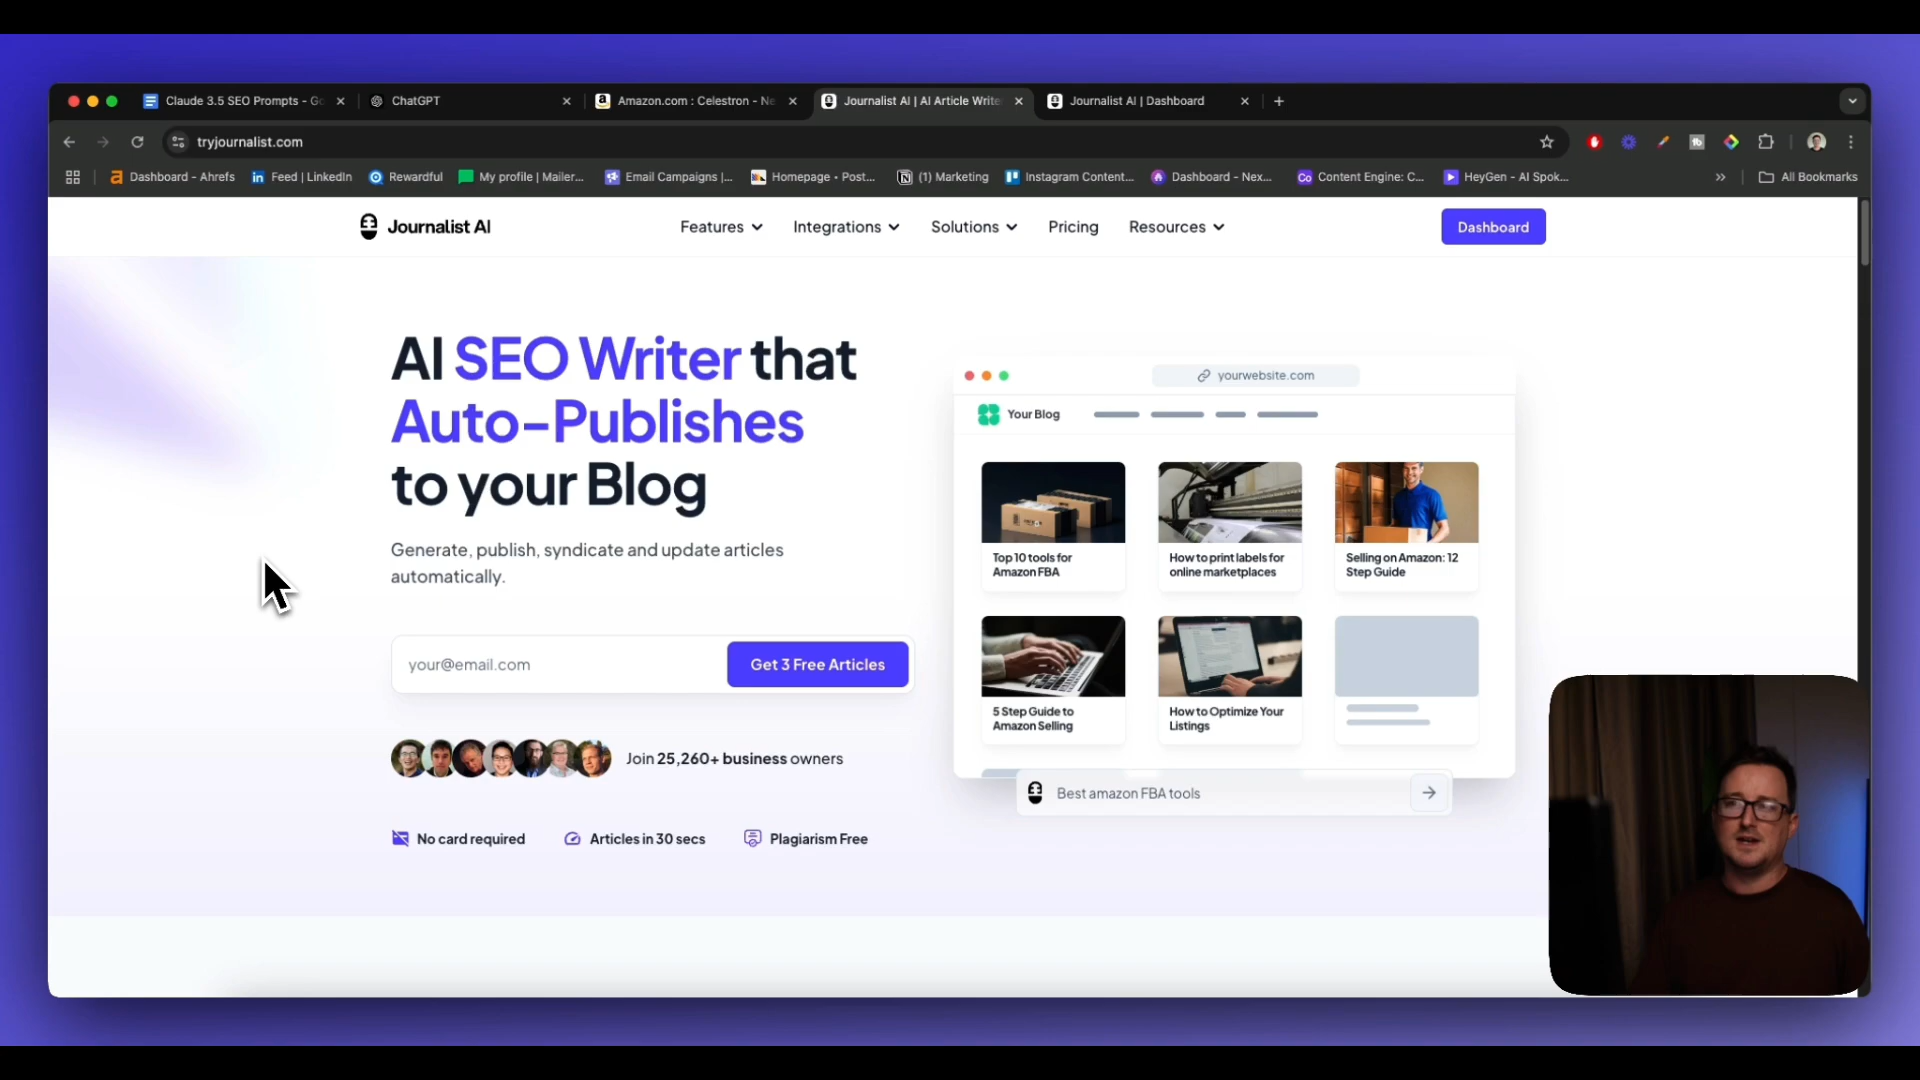 Claude 3.5 SEO Prompts - Go
ChatGPT
Amazon.com : Celestron - Ne
Journalist AI | AI Article Write
Journalist AI | Dashboard
tryjournalist.com
Dashboard - Ahrefs
Feed | LinkedIn
Rewardful
My profile | Mailer...
Email Campaigns |...
Homepage • Post...
(1) Marketing
Instagram Content...
Dashboard - Nex...
Content Engine: C...
HeyGen - AI Spok...
All Bookmarks
Journalist AI
Features
Integrations
Solutions
Pricing
Resources
Dashboard
AI SEO Writer that
Auto-Publishes
to your Blog
Generate, publish, syndicate and update articles
automatically.
your@email.com
Get 3 Free Articles
Join 25,260+ business owners
No card required
Articles in 30 secs
Plagiarism Free
yourwebsite.com
Your Blog
Top 10 tools for
Amazon FBA
How to print labels for
online marketplaces
Selling on Amazon: 12
Step Guide
5 Step Guide to
Amazon Selling
How to Optimize Your
Listings
Best amazon FBA tools